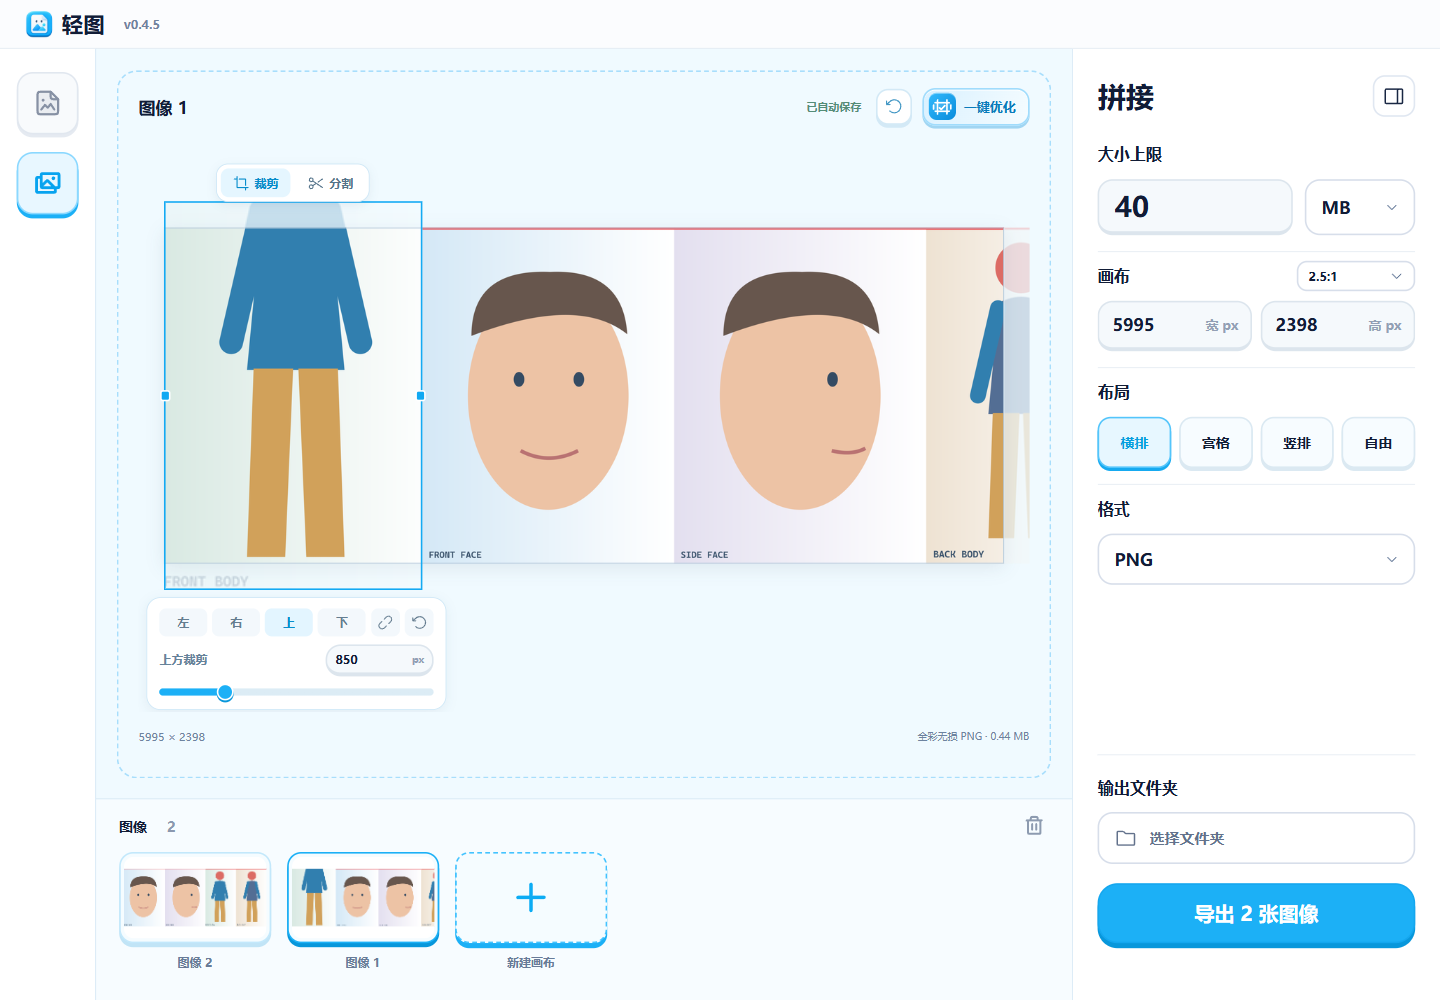 轻图 v0.4.5
图像 1
已自动保存
一键优化
裁剪 分割
FRONT FACE
SIDE FACE
BACK BODY
FRONT BODY
左 右 上 下
上方裁剪 850 px
5995 × 2398
全彩无损 PNG · 0.44 MB
图像 2
图像 2
图像 1
新建画布
拼接
大小上限
40 MB
画布 2.5:1
5995 宽 px 2398 高 px
布局
横排 宫格 竖排 自由
格式
PNG
输出文件夹
选择文件夹
导出 2 张图像